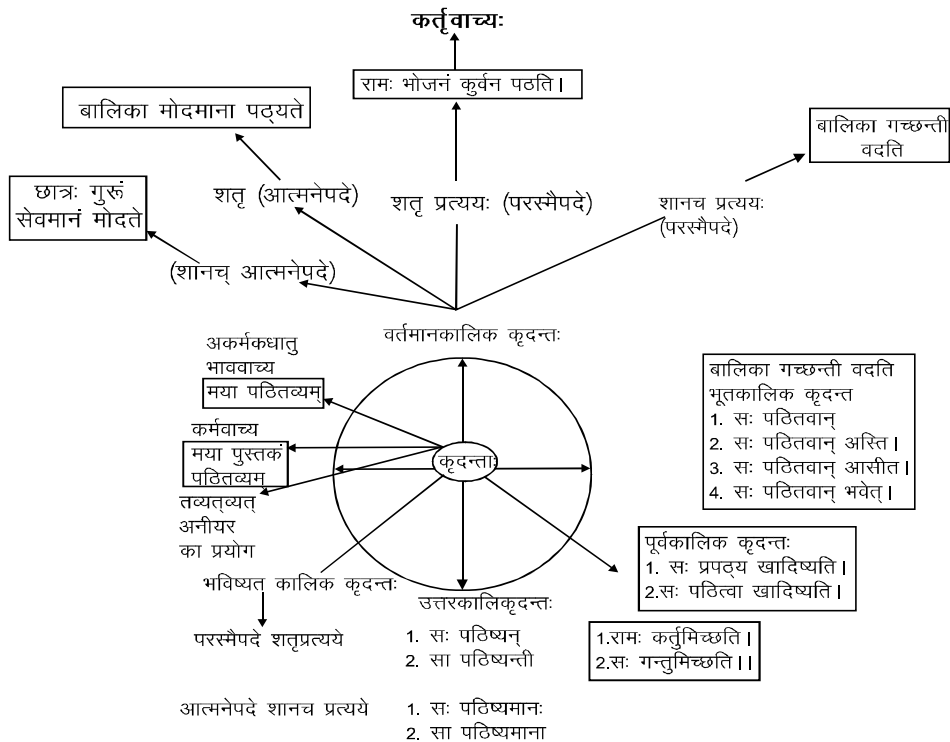 कर्तृवाच्यः
रामः भोजनं कुर्वन पठति।
बालिका मोदमाना पठ्यते
बालिका गच्छन्ती
वदति
छात्रः गुरूं
सेवमानं मोदते
शतृ (आत्मनेपदे)
शतृ प्रत्ययः (परस्मैपदे)
शानच प्रत्ययः
(परस्मैपदे)
(शानच् आत्मनेपदे)
वर्तमानकालिक कृदन्तः
अकर्मकधातु
भाववाच्य
मया पठितव्यम्
कर्मवाच्य
मया पुस्तकं
पठितव्यम्
तव्यत्व्यत्
अनीयर
का प्रयोग
कृदन्ताः
बालिका गच्छन्ती वदति
भूतकालिक कृदन्त
1. सः पठितवान्
2. सः पठितवान् अस्ति।
3. सः पठितवान् आसीत।
4. सः पठितवान् भवेत्।
पूर्वकालिक कृदन्तः
1. सः प्रपठ्य खादिष्यति।
2.सः पठित्वा खादिष्यति।
भविष्यत कालिक कृदन्तः
उत्तरकालिकृदन्तः
परस्मैपदे शतृप्रत्यये
1. सः पठिष्यन्
2. सा पठिष्यन्ती
1.रामः कर्तुमिच्छति।
2.सः गन्तुमिच्छति।।
आत्मनेपदे शानच प्रत्यये
1. सः पठिष्यमानः
2. सा पठिष्यमाना